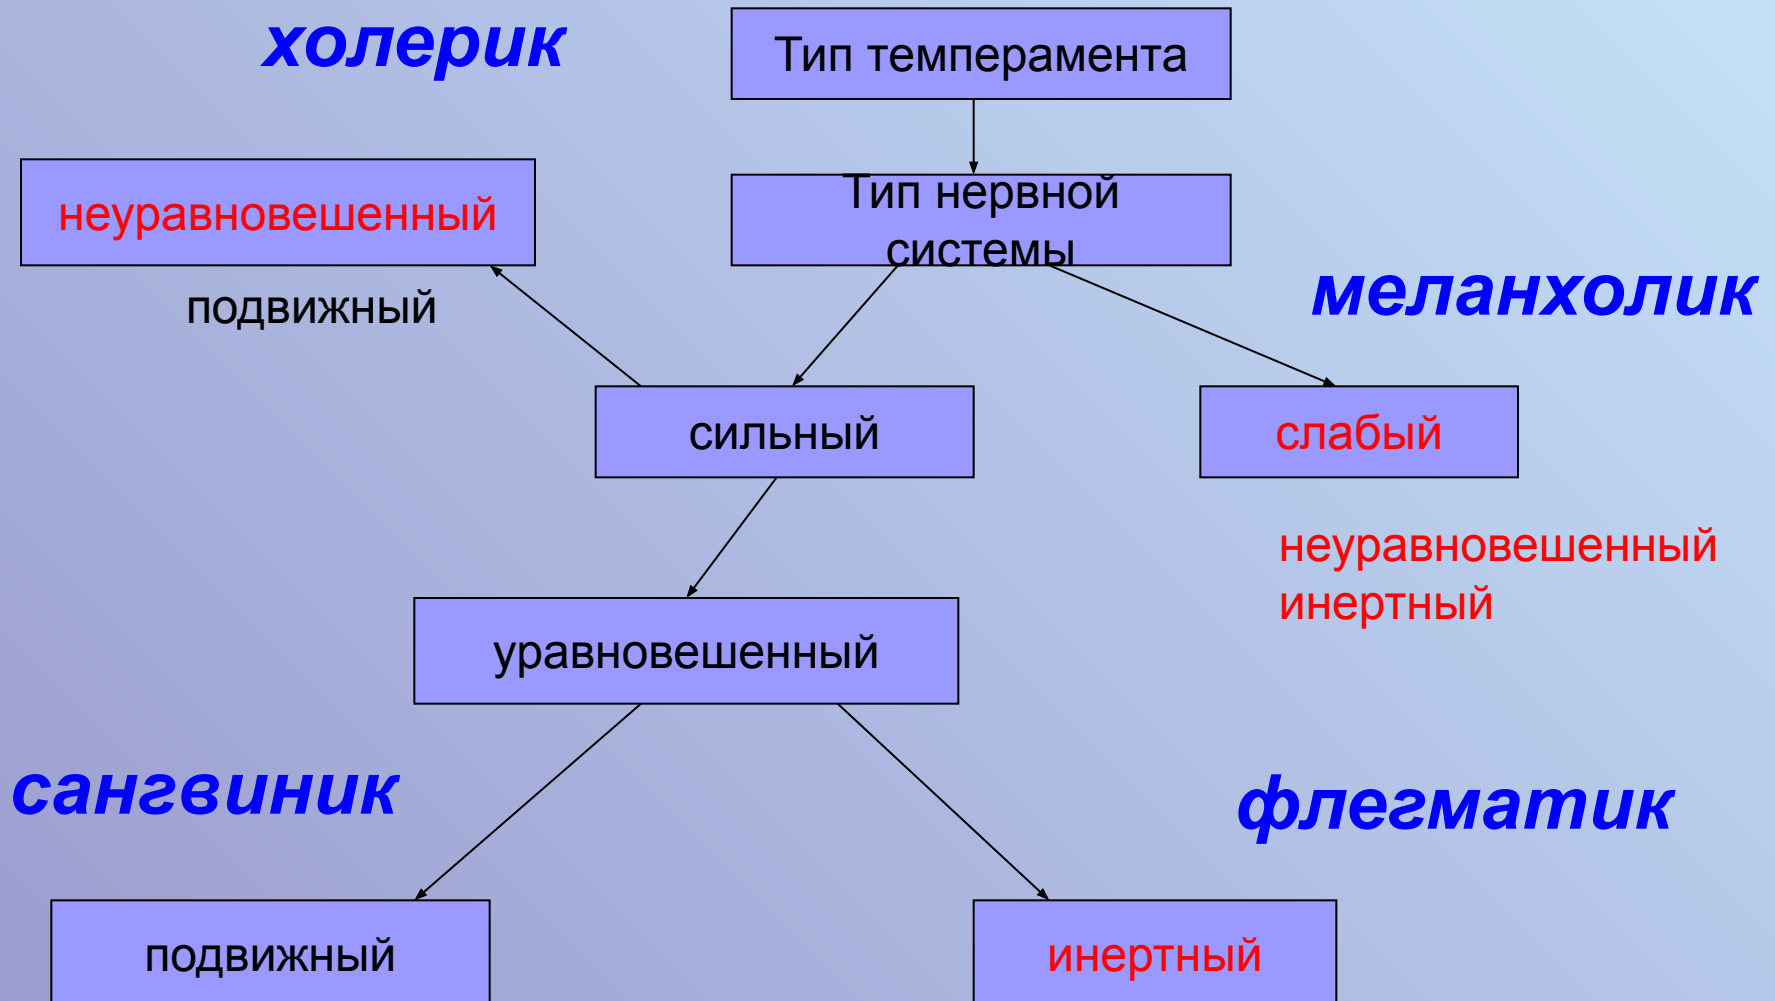 холерик
Тип темперамента
неуравновешенный
Тип нервной
системы
подвижный
меланхолик
сильный
слабый
неуравновешенный
инертный
уравновешенный
сангвиник
флегматик
подвижный
инертный